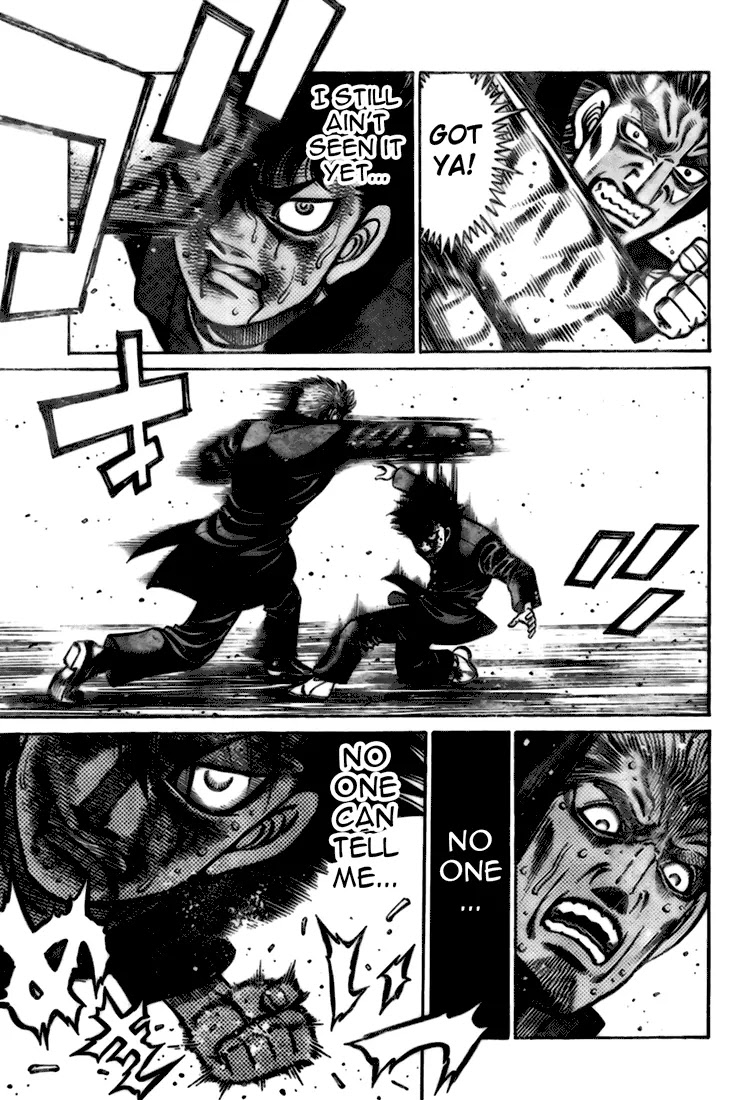 GOT
YA!
I STILL
AIN'T
SEEN IT
YET...
NO
ONE
...
NO
ONE
CAN
TELL
ME...